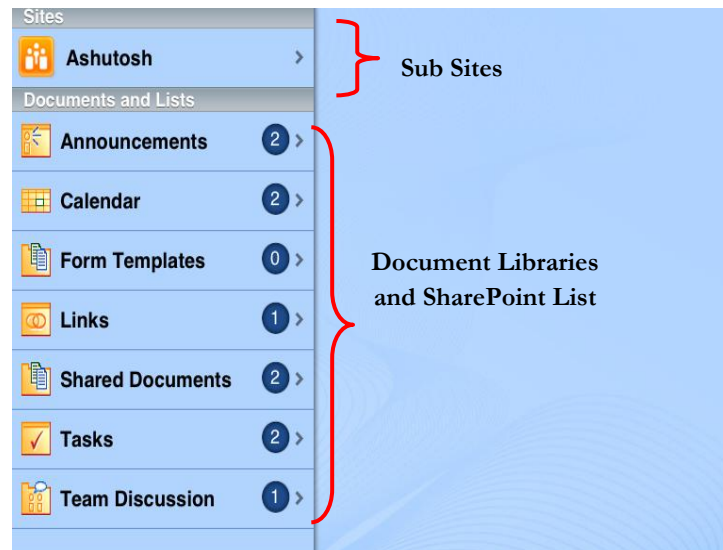 Sites
Ashutosh
Sub Sites
Documents and Lists
Announcements 2
Calendar 2
Form Templates 0
Document Libraries
and SharePoint List
Links 1
Shared Documents 2
Tasks 2
Team Discussion 1